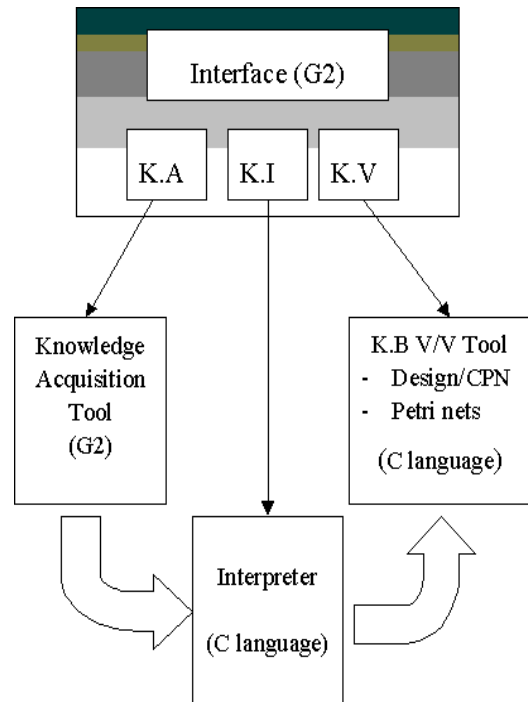 Interface (G2)
K.A
K.I
K.V
Knowledge
Acquisition
Tool
(G2)
K.B V/V Tool
- Design/CPN
- Petri nets
(C language)
Interpreter
(C language)